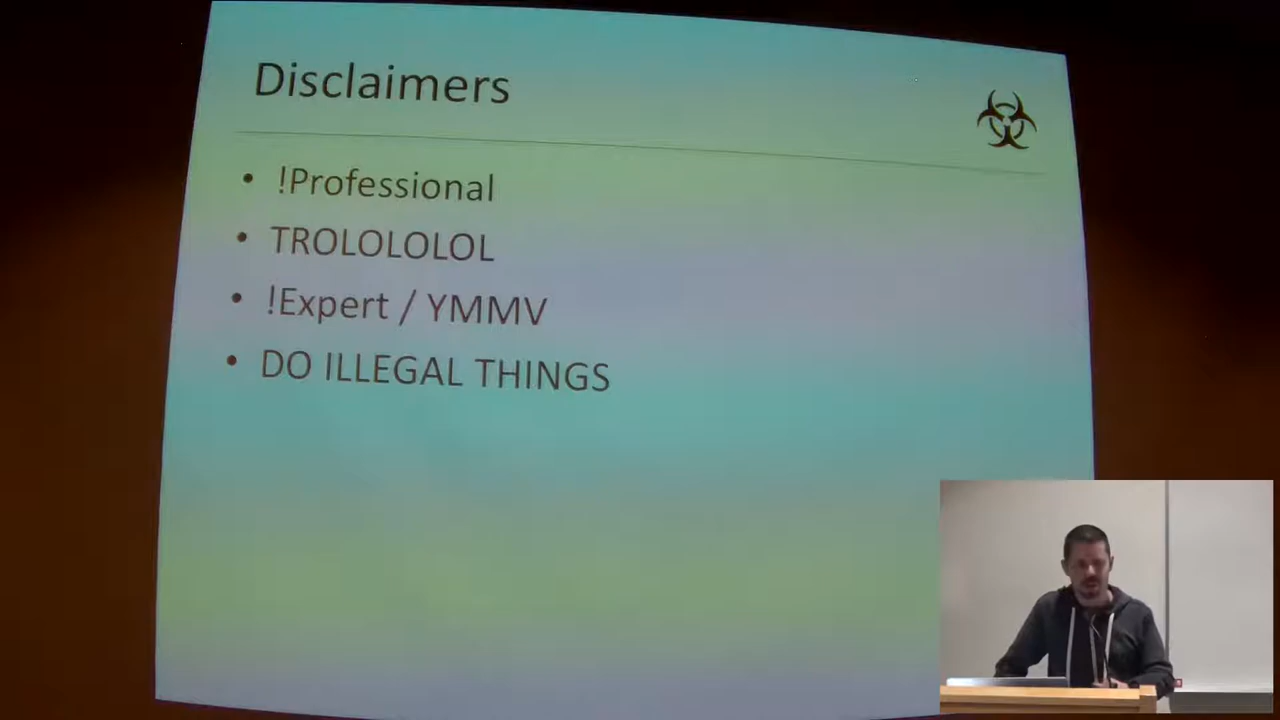 Disclaimers
• !Professional
• TROLOLOLOL
• !Expert / YMMV
• DO ILLEGAL THINGS